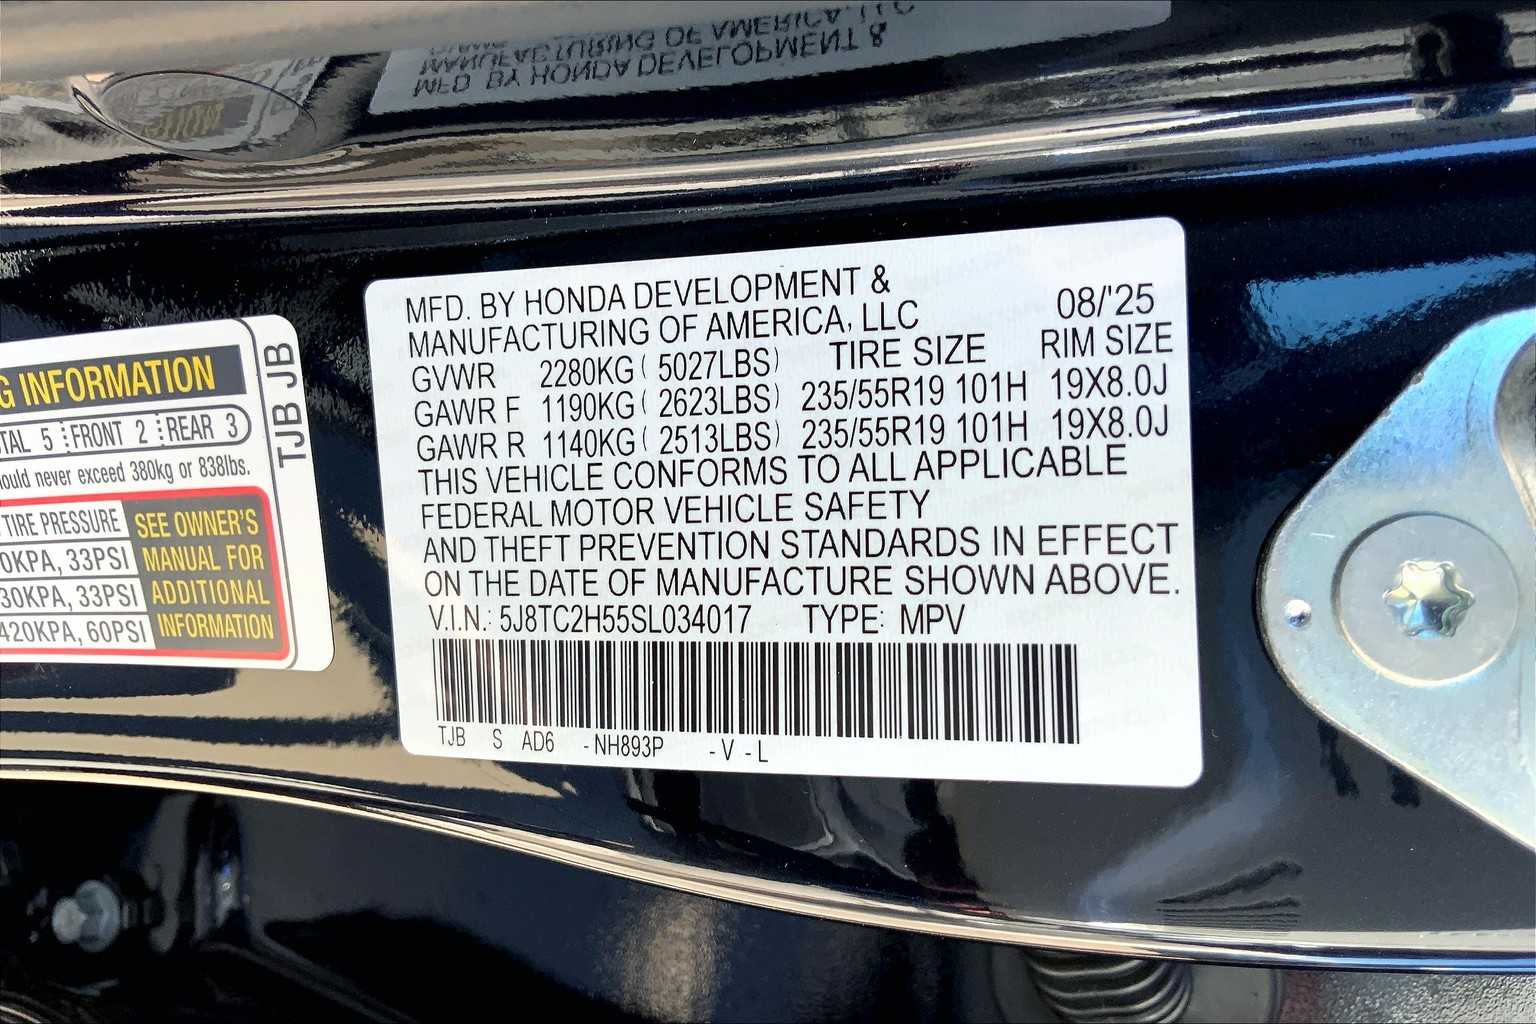 MANUFACTURING OF AMERICA, LLC
MFD. BY HONDA DEVELOPMENT &
MFD. BY HONDA DEVELOPMENT &
MANUFACTURING OF AMERICA, LLC 08/'25
GVWR 2280KG ( 5027LBS) TIRE SIZE RIM SIZE
GAWR F 1190KG ( 2623LBS) 235/55R19 101H 19X8.0J
GAWR R 1140KG ( 2513LBS) 235/55R19 101H 19X8.0J
THIS VEHICLE CONFORMS TO ALL APPLICABLE
FEDERAL MOTOR VEHICLE SAFETY
AND THEFT PREVENTION STANDARDS IN EFFECT
ON THE DATE OF MANUFACTURE SHOWN ABOVE.
V.I.N.: 5J8TC2H55SL034017 TYPE: MPV
TJB S AD6 -NH893P -V -L
INFORMATION
5 FRONT 2 REAR 3
never exceed 380kg or 838lbs.
TIRE PRESSURE
33PSI
33PSI
420KPA, 60PSI
SEE OWNER'S
MANUAL FOR
ADDITIONAL
INFORMATION
TJB JB